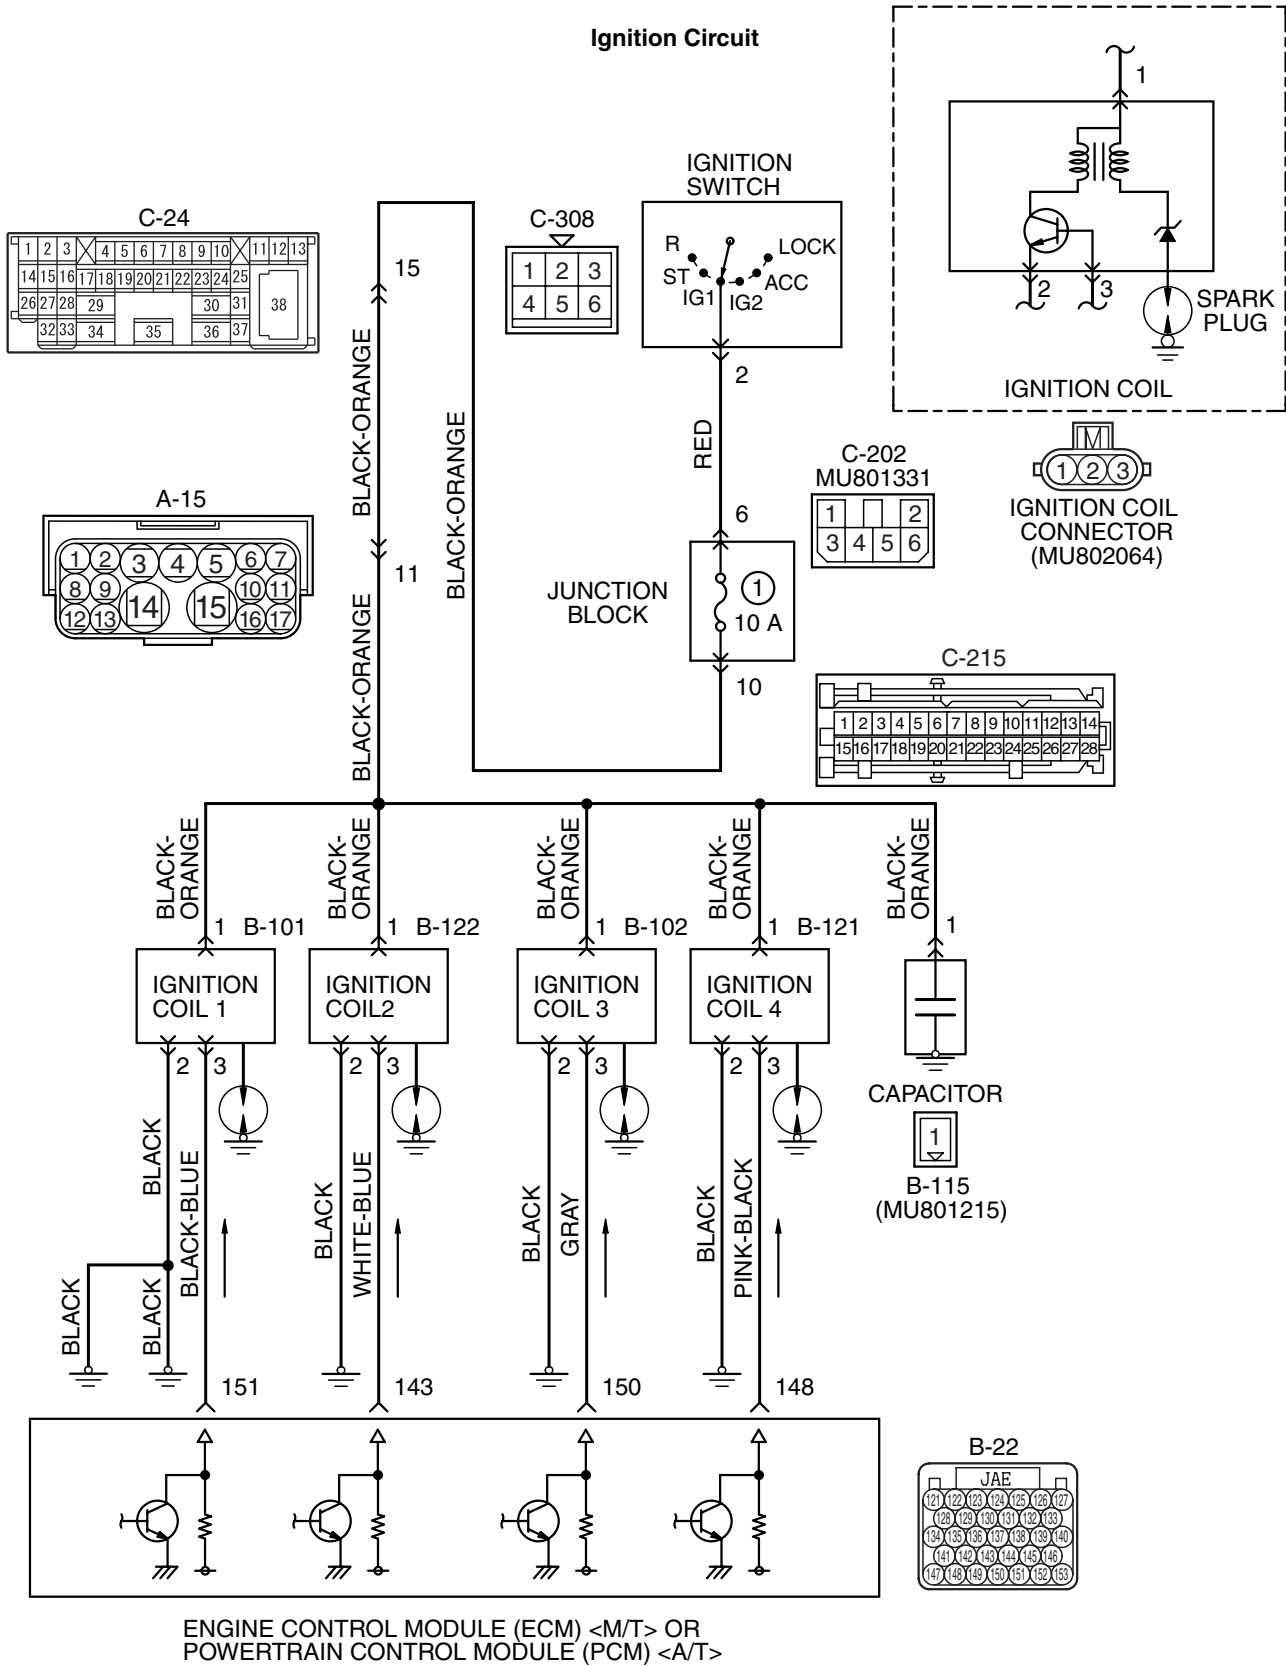 Ignition Circuit
1
IGNITION
SWITCH
R
LOCK
ST
ACC
IG1
IG2
2
3
SPARK
PLUG
IGNITION COIL
C-24
1 2 3 4 5 6 7 8 9 10 11 12 13
14 15 16 17 18 19 20 21 22 23 24 25
26 27 28 29 30 31 38
32 33 34 35 36 37
15
C-308
1 2 3
4 5 6
2
BLACK-ORANGE
BLACK-ORANGE
RED
1 2 3
IGNITION COIL
CONNECTOR
(MU802064)
C-202
MU801331
1 2
3 4 5 6
A-15
1 2 3 4 5 6 7
8 9 10 11
12 13 14 15 16 17
11
6
JUNCTION
BLOCK
1
10 A
10
BLACK-ORANGE
C-215
1 2 3 4 5 6 7 8 9 10 11 12 13 14
15 16 17 18 19 20 21 22 23 24 25 26 27 28
BLACK-
ORANGE
BLACK-
ORANGE
BLACK-
ORANGE
BLACK-
ORANGE
BLACK-
ORANGE
1 B-101
1 B-122
1 B-102
1 B-121
1
IGNITION
COIL 1
IGNITION
COIL2
IGNITION
COIL 3
IGNITION
COIL 4
2 3
2 3
2 3
2 3
CAPACITOR
1
B-115
(MU801215)
BLACK
BLACK-BLUE
BLACK
WHITE-BLUE
BLACK
GRAY
BLACK
PINK-BLACK
BLACK
BLACK
151
143
150
148
B-22
JAE
121 122 123 124 125 126 127
128 129 130 131 132 133
134 135 136 137 138 139 140
141 142 143 144 145 146
147 148 149 150 151 152 153
ENGINE CONTROL MODULE (ECM) <M/T> OR
POWERTRAIN CONTROL MODULE (PCM) <A/T>